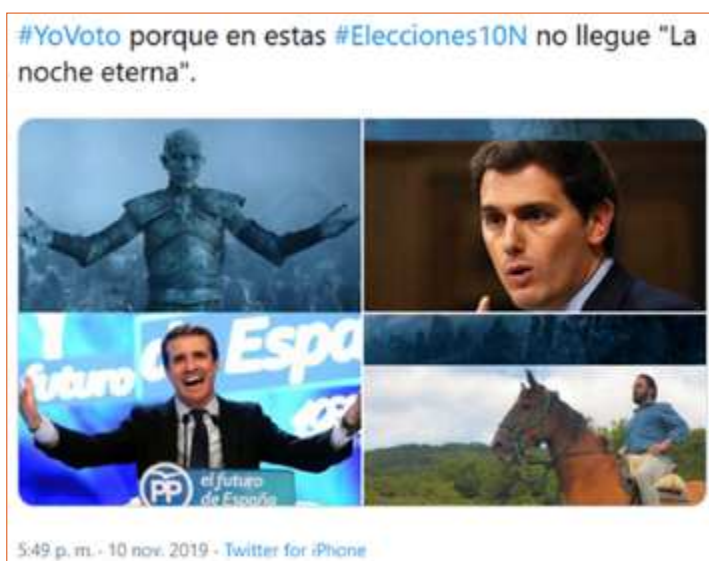 #YoVoto porque en estas #Elecciones10N no llegue "La
noche eterna".
de Espa
futuro
PP
el futuro
de España
5:49 p. m. - 10 nov. 2019 - Twitter for iPhone